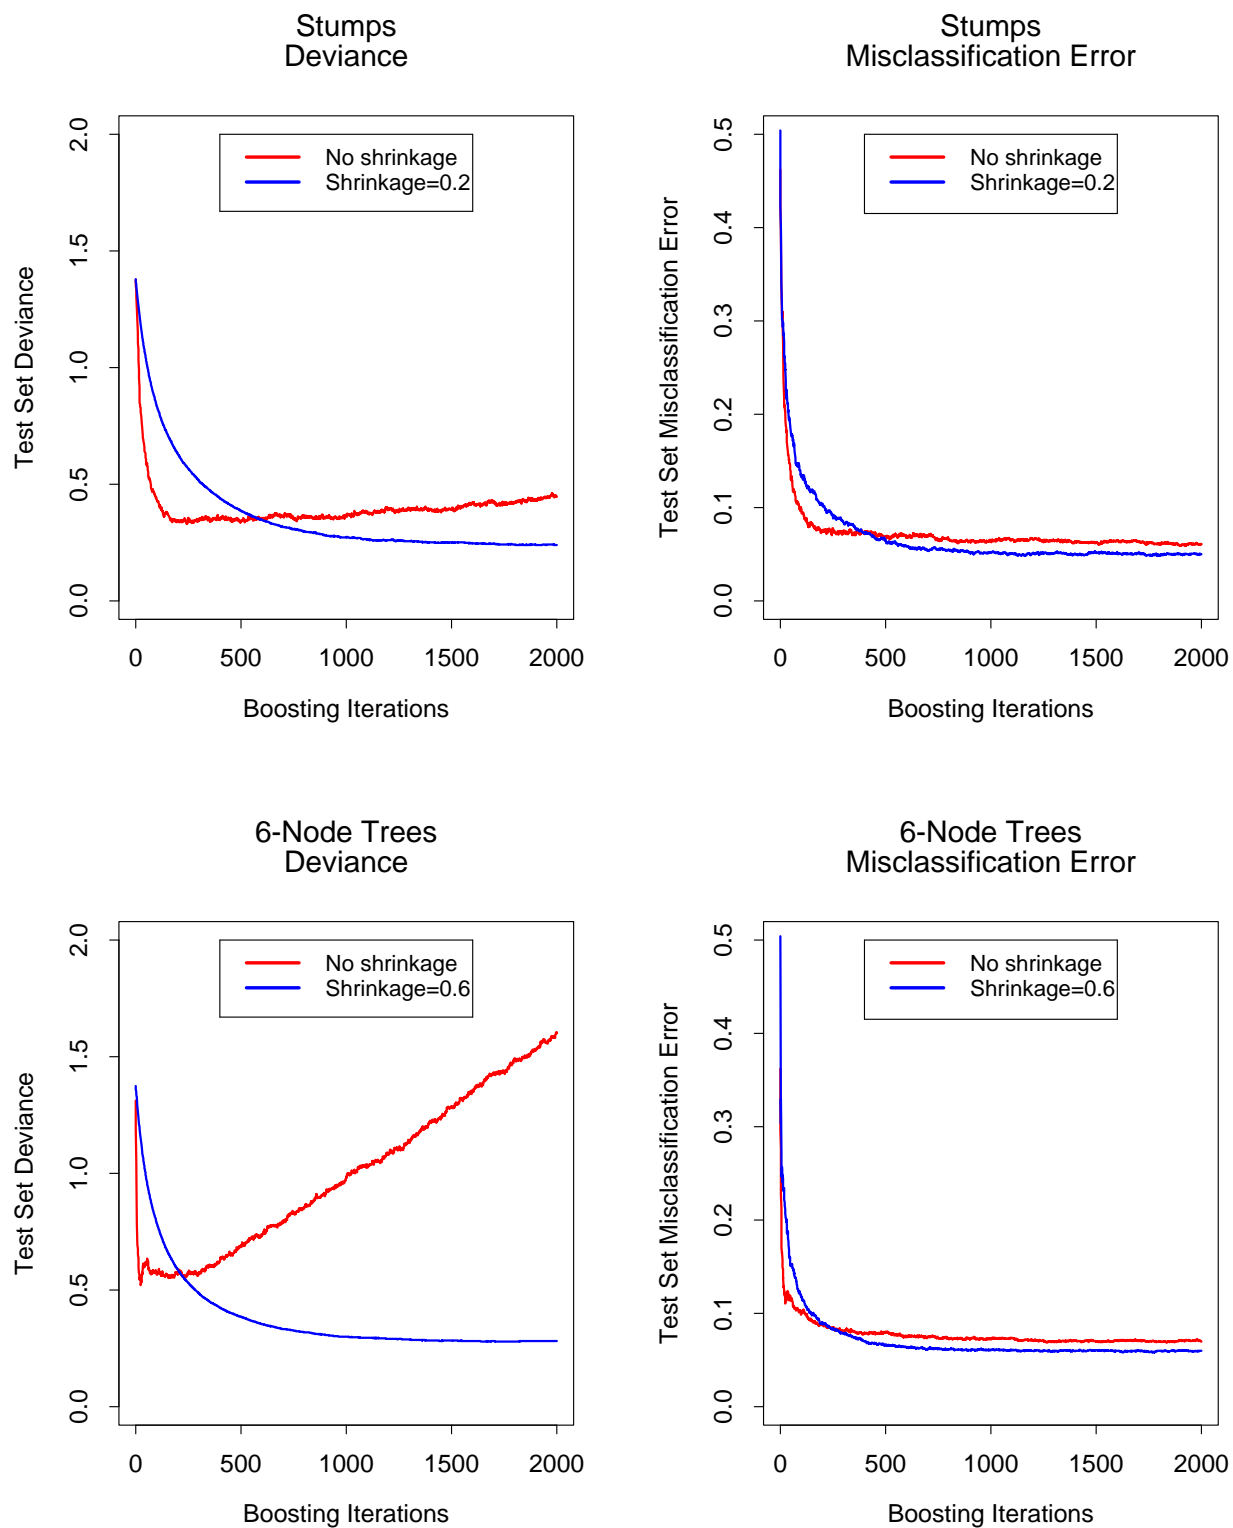 Stumps
Deviance
Test Set Deviance
2.0
1.5
1.0
0.5
0.0
No shrinkage
Shrinkage=0.2
0 500 1000 1500 2000
Boosting Iterations
Stumps
Misclassification Error
Test Set Misclassification Error
0.5
0.4
0.3
0.2
0.1
0.0
No shrinkage
Shrinkage=0.2
0 500 1000 1500 2000
Boosting Iterations
6-Node Trees
Deviance
Test Set Deviance
2.0
1.5
1.0
0.5
0.0
No shrinkage
Shrinkage=0.6
0 500 1000 1500 2000
Boosting Iterations
6-Node Trees
Misclassification Error
Test Set Misclassification Error
0.5
0.4
0.3
0.2
0.1
0.0
No shrinkage
Shrinkage=0.6
0 500 1000 1500 2000
Boosting Iterations